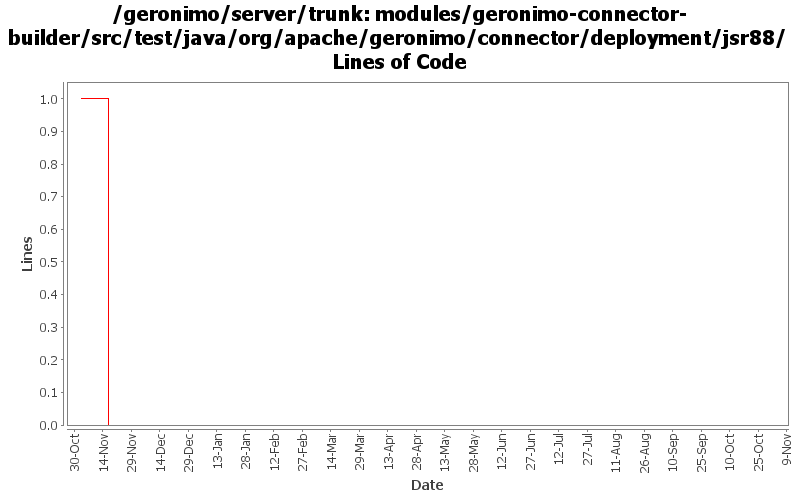 /geronimo/server/trunk: modules/geronimo-connector-
builder/src/test/java/org/apache/geronimo/connector/deployment/jsr88/
Lines of Code
1.0
0.9
0.8
0.7
0.6
0.5
0.4
0.3
0.2
0.1
0.0
Lines
30-Oct
14-Nov
29-Nov
14-Dec
29-Dec
13-Jan
28-Jan
12-Feb
27-Feb
14-Mar
29-Mar
13-Apr
28-Apr
13-May
28-May
12-Jun
27-Jun
12-Jul
27-Jul
11-Aug
26-Aug
10-Sep
25-Sep
10-Oct
25-Oct
9-Nov
Date